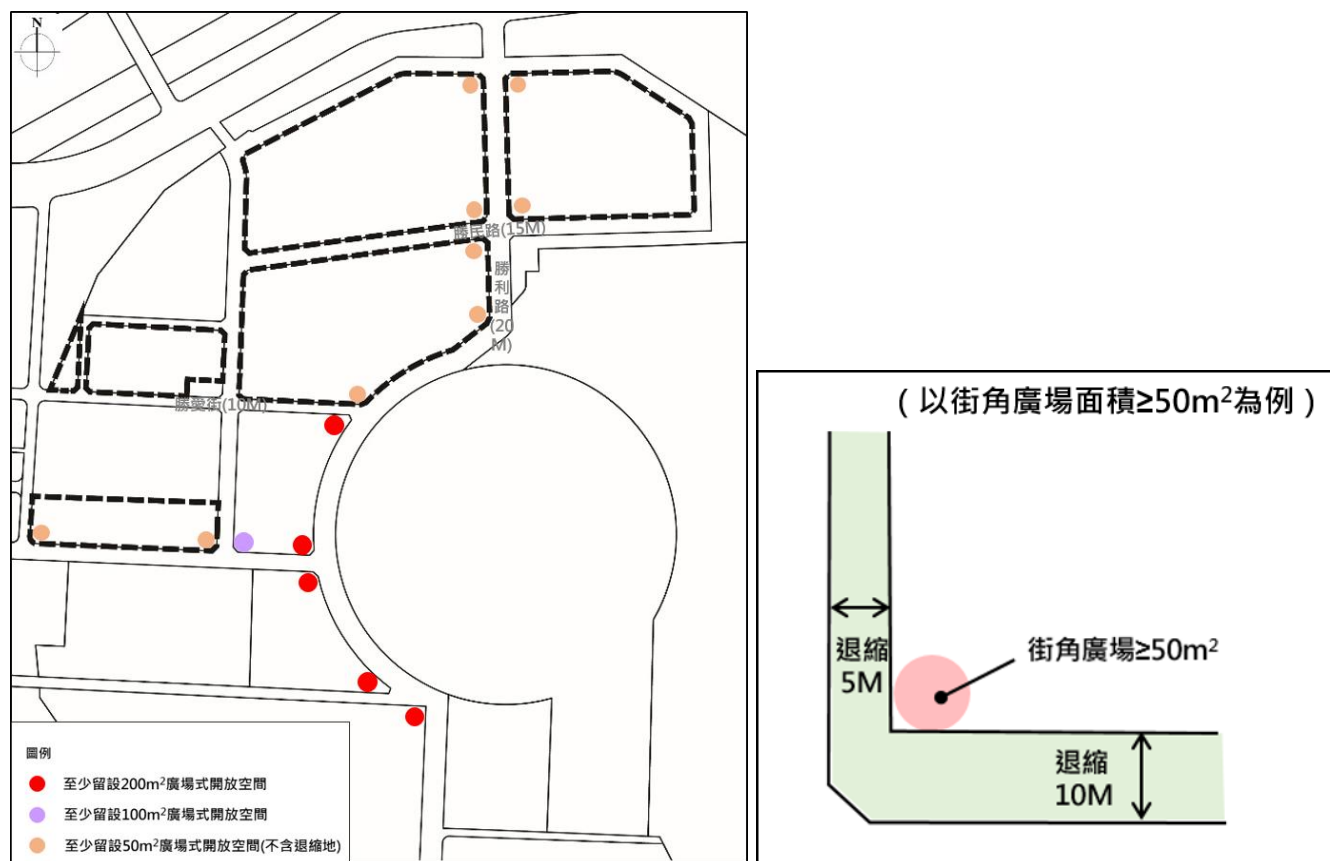 N
勝民路(15M)
勝
利
路
(20
M)
勝愛街(10M)
圖例
至少留設200m²廣場式開放空間
至少留設100m²廣場式開放空間
至少留設50m²廣場式開放空間(不含退縮地)
(以街角廣場面積≥50m²為例)
退縮
5M
街角廣場≥50m²
退縮
10M